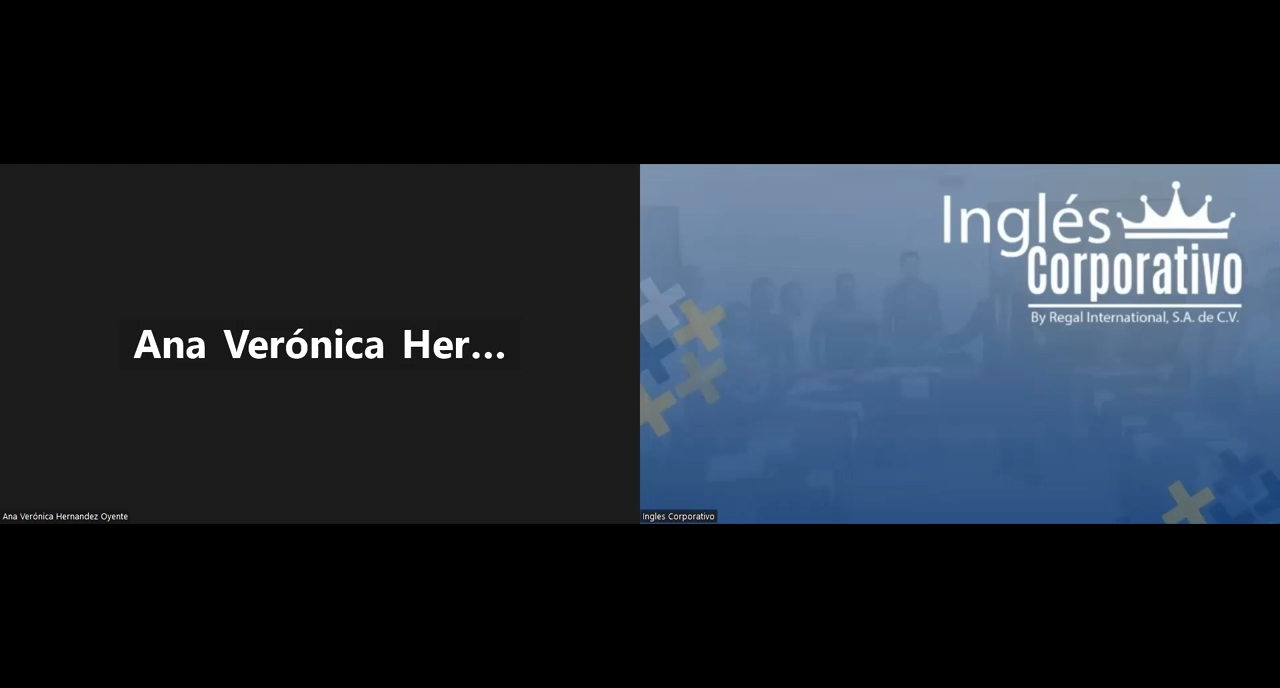 Ana Verónica Her...
Ana Verónica Hernandez Oyente
Inglés
Corporativo
By Regal International, S.A. de C.V.
Ingles Corporativo